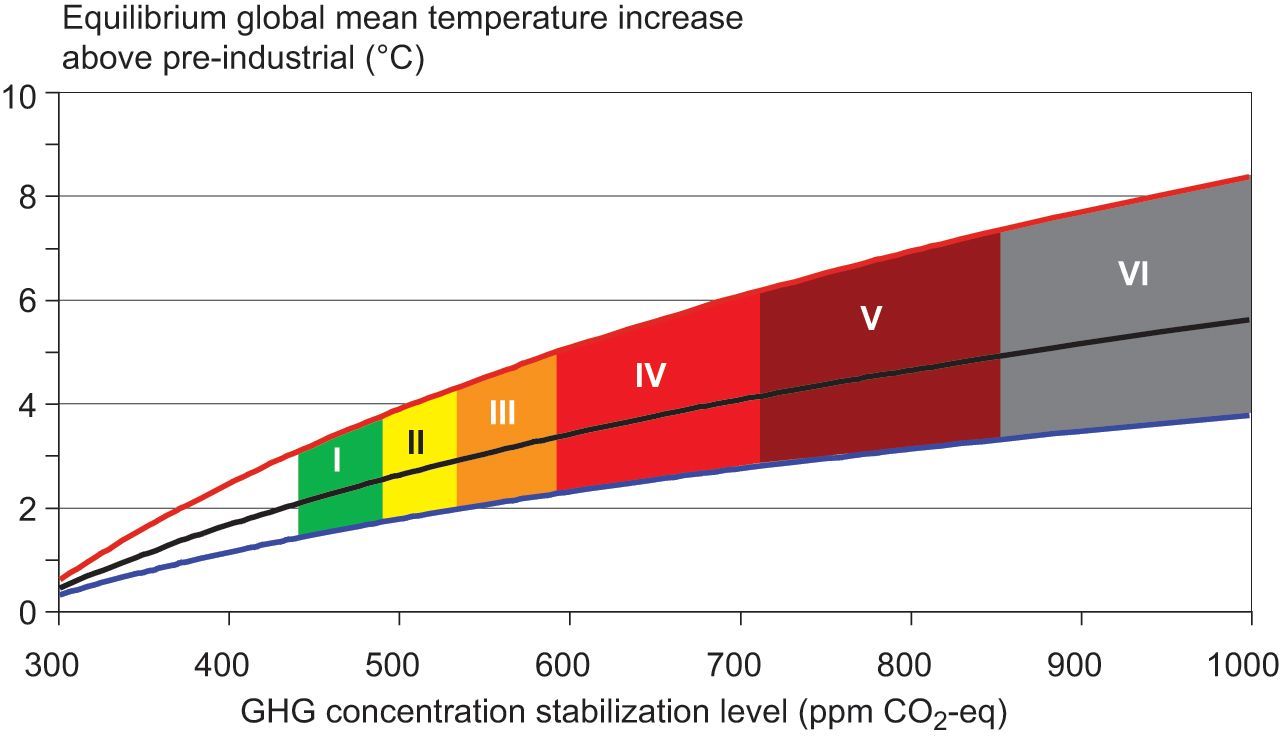 Equilibrium global mean temperature increase
above pre-industrial (°C)
10
8
6
4
2
0
I
II
III
IV
V
VI
300 400 500 600 700 800 900 1000
GHG concentration stabilization level (ppm CO₂-eq)